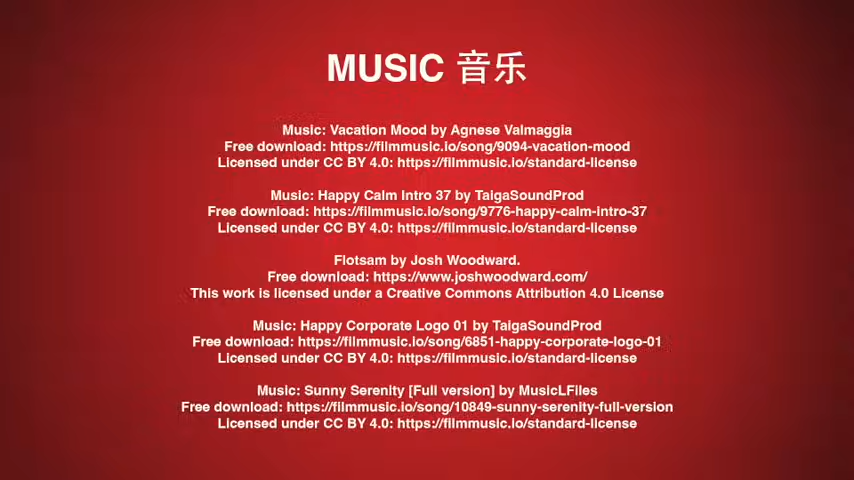 MUSIC 音乐
Music: Vacation Mood by Agnese Valmaggia
Free download: https://filmmusic.io/song/9094-vacation-mood
Licensed under CC BY 4.0: https://filmmusic.io/standard-license
Music: Happy Calm Intro 37 by TaigaSoundProd
Free download: https://filmmusic.io/song/9776-happy-calm-intro-37
Licensed under CC BY 4.0: https://filmmusic.io/standard-license
Flotsam by Josh Woodward.
Free download: https://www.joshwoodward.com/
This work is licensed under a Creative Commons Attribution 4.0 License
Music: Happy Corporate Logo 01 by TaigaSoundProd
Free download: https://filmmusic.io/song/6851-happy-corporate-logo-01
Licensed under CC BY 4.0: https://filmmusic.io/standard-license
Music: Sunny Serenity [Full version] by MusicLFiles
Free download: https://filmmusic.io/song/10849-sunny-serenity-full-version
Licensed under CC BY 4.0: https://filmmusic.io/standard-license